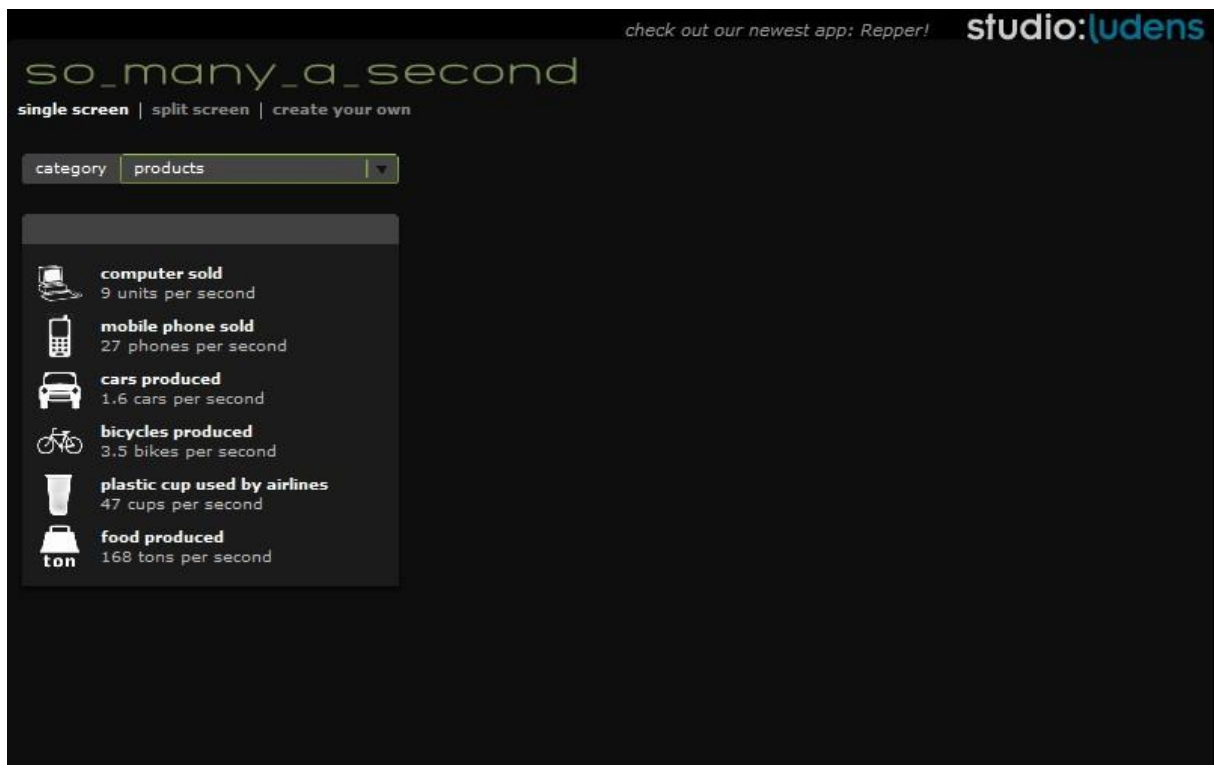 check out our newest app: Repper! studio:ludens
so_many_a_second
single screen | split screen | create your own
category products
computer sold
9 units per second
mobile phone sold
27 phones per second
cars produced
1.6 cars per second
bicycles produced
3.5 bikes per second
plastic cup used by airlines
47 cups per second
food produced
168 tons per second
ton